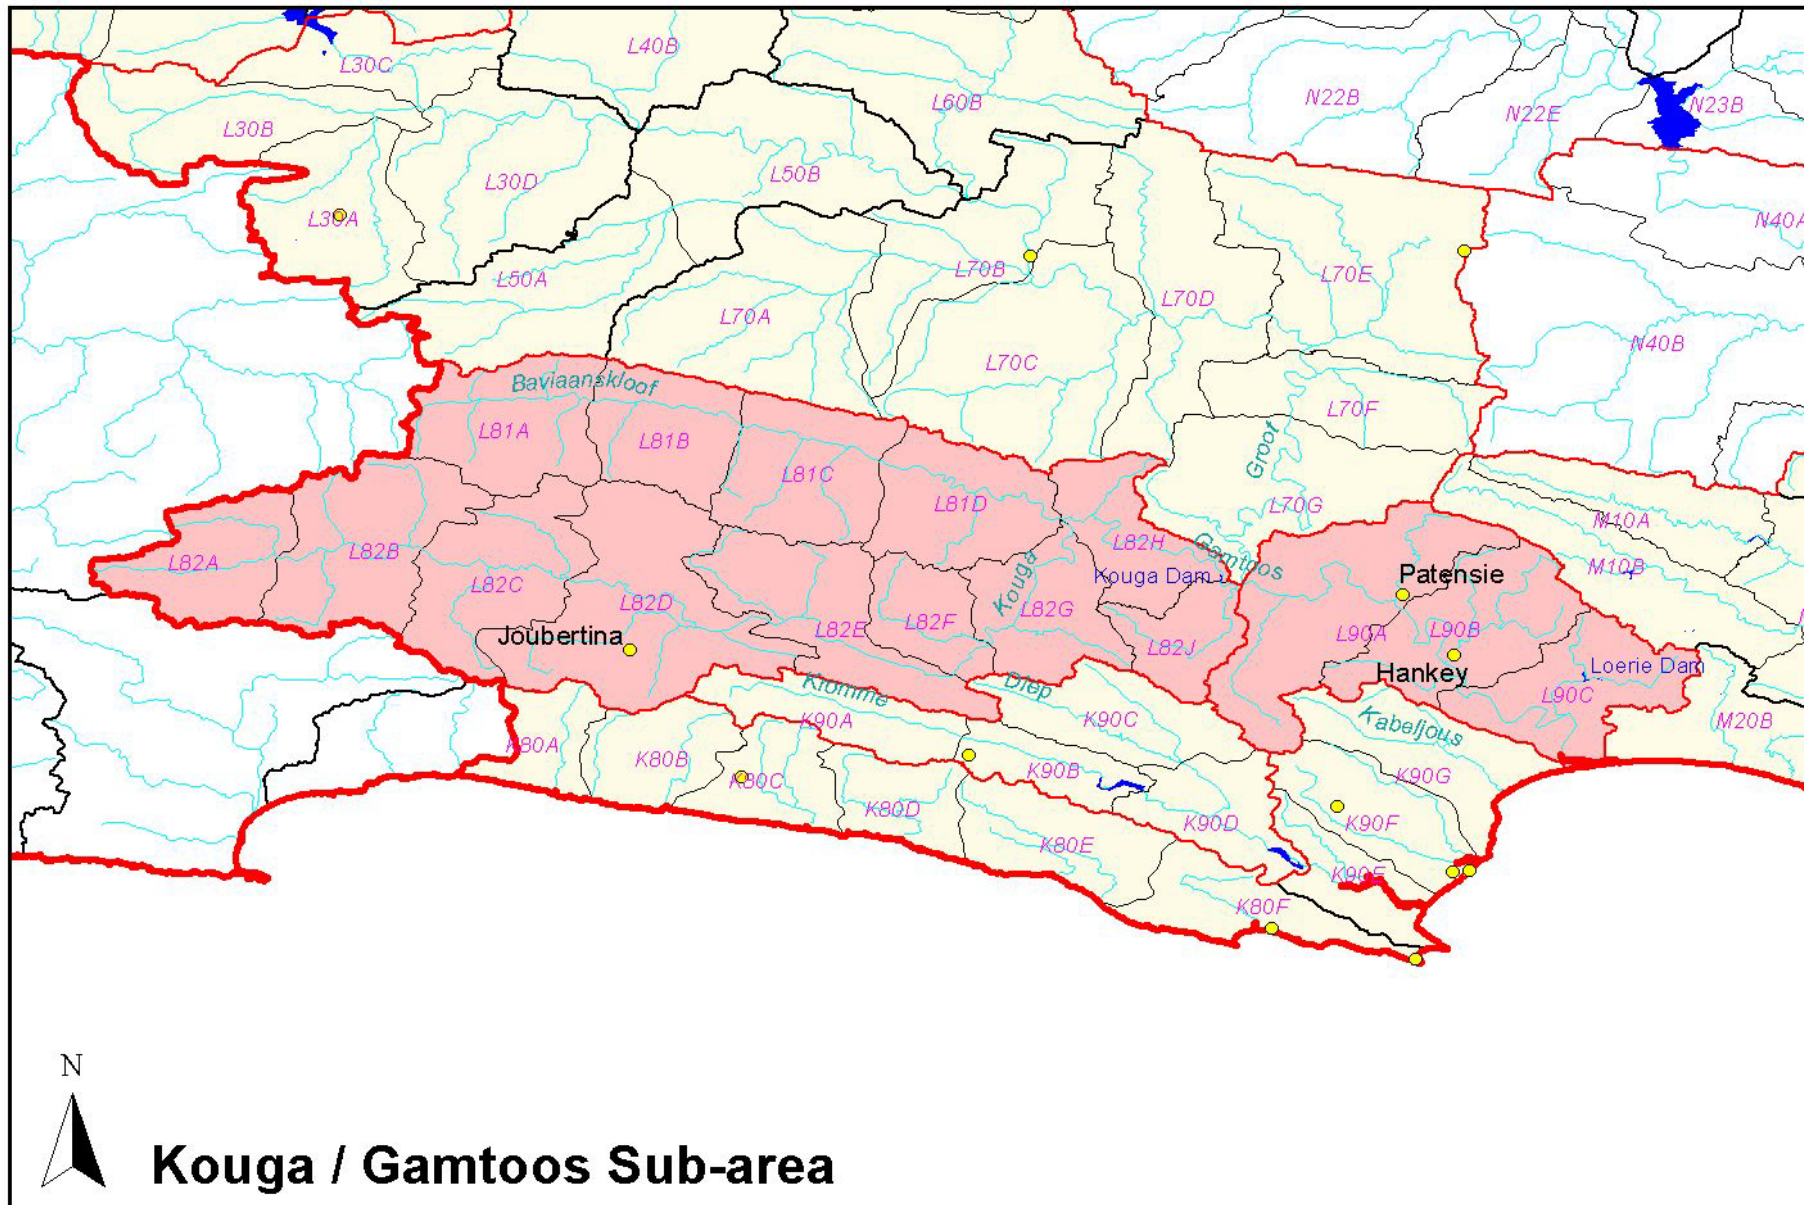 L40B
L30C
L60B
N22B
N22E
N23B
L30B
L30D
L50B
L30A
N40A
L50A
L70B
L70E
L70D
L70A
N40B
L70C
Baviaanskloof
L70F
L81A
L81B
Groot
L81C
L81D
L70G
M10A
L82A
L82B
L82H
Gamtoos
M10B
L82C
Kouga Dam
Patensie
L82D
Kouga
L82G
L82F
L82E
L90A
L90B
Joubertina
L82J
Hankey
Loerie Dam
L90C
Kromme
Diep
K90A
K90C
Kabeljous
M20B
K80A
K80B
K80C
K90B
K90G
K80D
K90D
K90F
K80E
K90E
K80F
N
Kouga / Gamtoos Sub-area